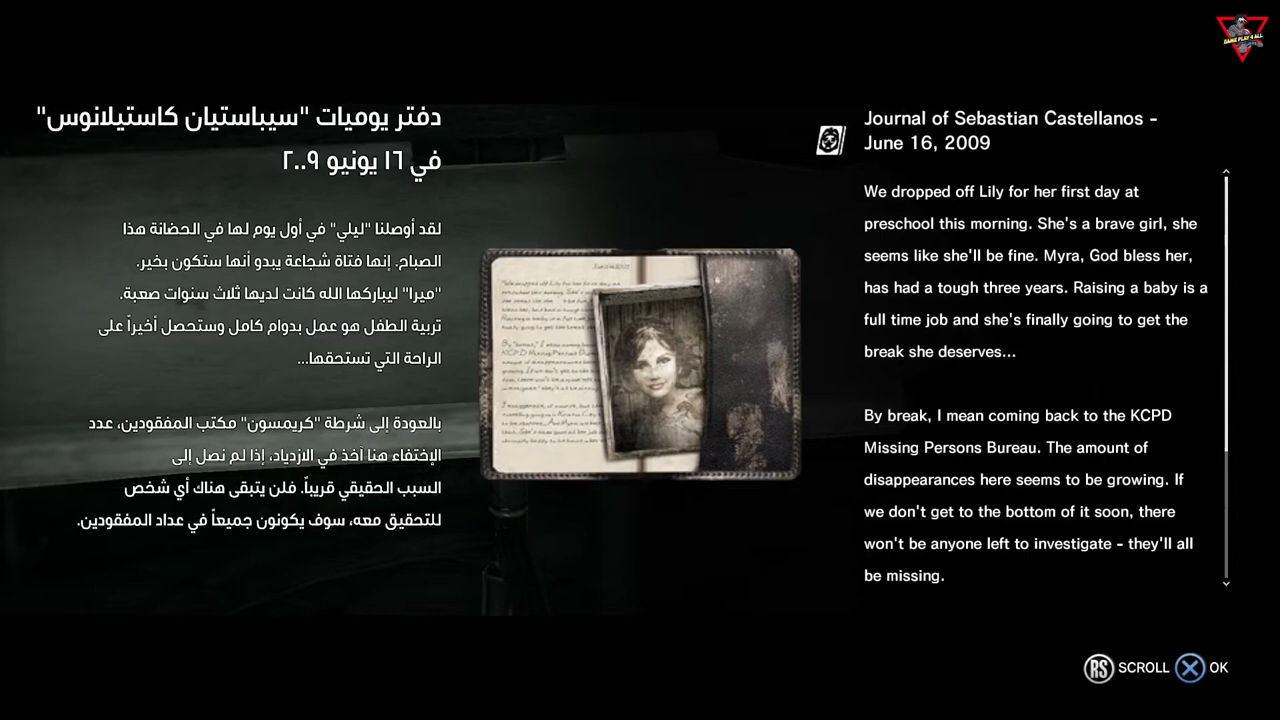 GAME PLAY 4 ALL
دفتر يوميات "سيباستيان كاستيلانوس"
في ١٦ يونيو ٢٠٠٩
لقد أوصلنا "ليلي" في أول يوم لها في الحضانة هذا
الصباح. إنها فتاة شجاعة يبدو أنها ستكون بخير.
"ميرا" ليباركها الله كانت لديها ثلاث سنوات صعبة.
تربية الطفل هو عمل بدوام كامل وستحصل أخيراً على
الراحة التي تستحقها...
بالعودة إلى شرطة "كريمسون" مكتب المفقودين، عدد
الإختفاء هنا آخذ في الازدياد، إذا لم نصل إلى
السبب الحقيقي قريباً. فلن يتبقى هناك أي شخص
للتحقيق معه، سوف يكونون جميعاً في عداد المفقودين.
Journal of Sebastian Castellanos -
June 16, 2009
We dropped off Lily for her first day at
preschool this morning. She's a brave girl, she
seems like she'll be fine. Myra, God bless her,
has had a tough three years. Raising a baby is a
full time job and she's finally going to get the
break she deserves...
By break, I mean coming back to the KCPD
Missing Persons Bureau. The amount of
disappearances here seems to be growing. If
we don't get to the bottom of it soon, there
won't be anyone left to investigate - they'll all
be missing.
RS SCROLL OK